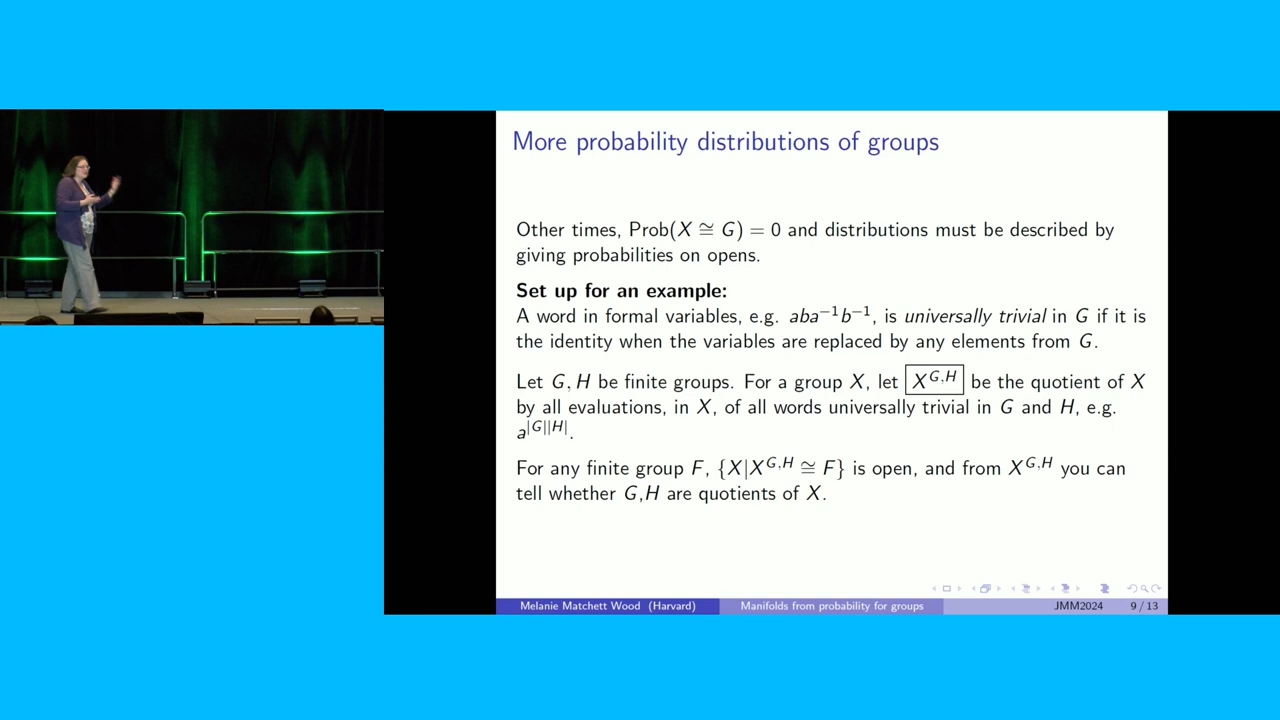 More probability distributions of groups
Other times, Prob(X ≅ G) = 0 and distributions must be described by
giving probabilities on opens.
Set up for an example:
A word in formal variables, e.g. aba⁻¹b⁻¹, is universally trivial in G if it is
the identity when the variables are replaced by any elements from G.
Let G, H be finite groups. For a group X, let X^{G,H} be the quotient of X
by all evaluations, in X, of all words universally trivial in G and H, e.g.
a^{|G||H|}.
For any finite group F, {X|X^{G,H} ≅ F} is open, and from X^{G,H} you can
tell whether G,H are quotients of X.
Melanie Matchett Wood (Harvard) Manifolds from probability for groups JMM2024 9 / 13